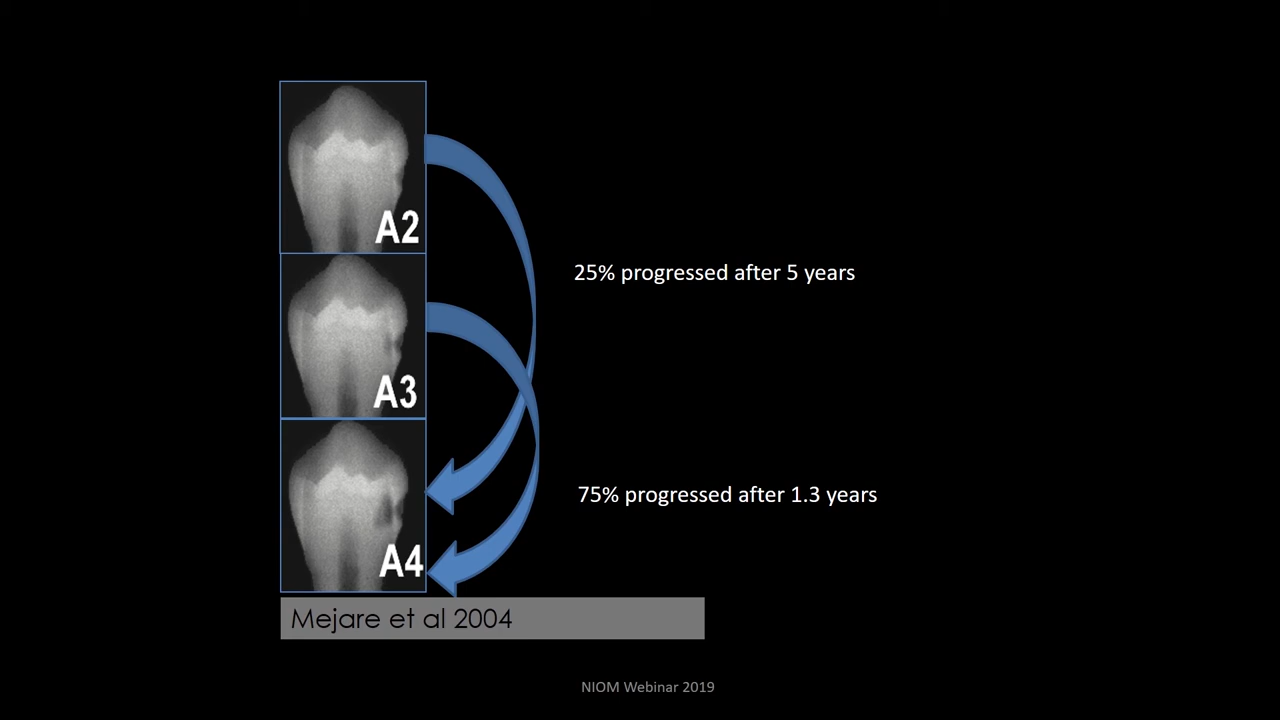 A2
25% progressed after 5 years
A3
75% progressed after 1.3 years
A4
Mejare et al 2004
NIOM Webinar 2019